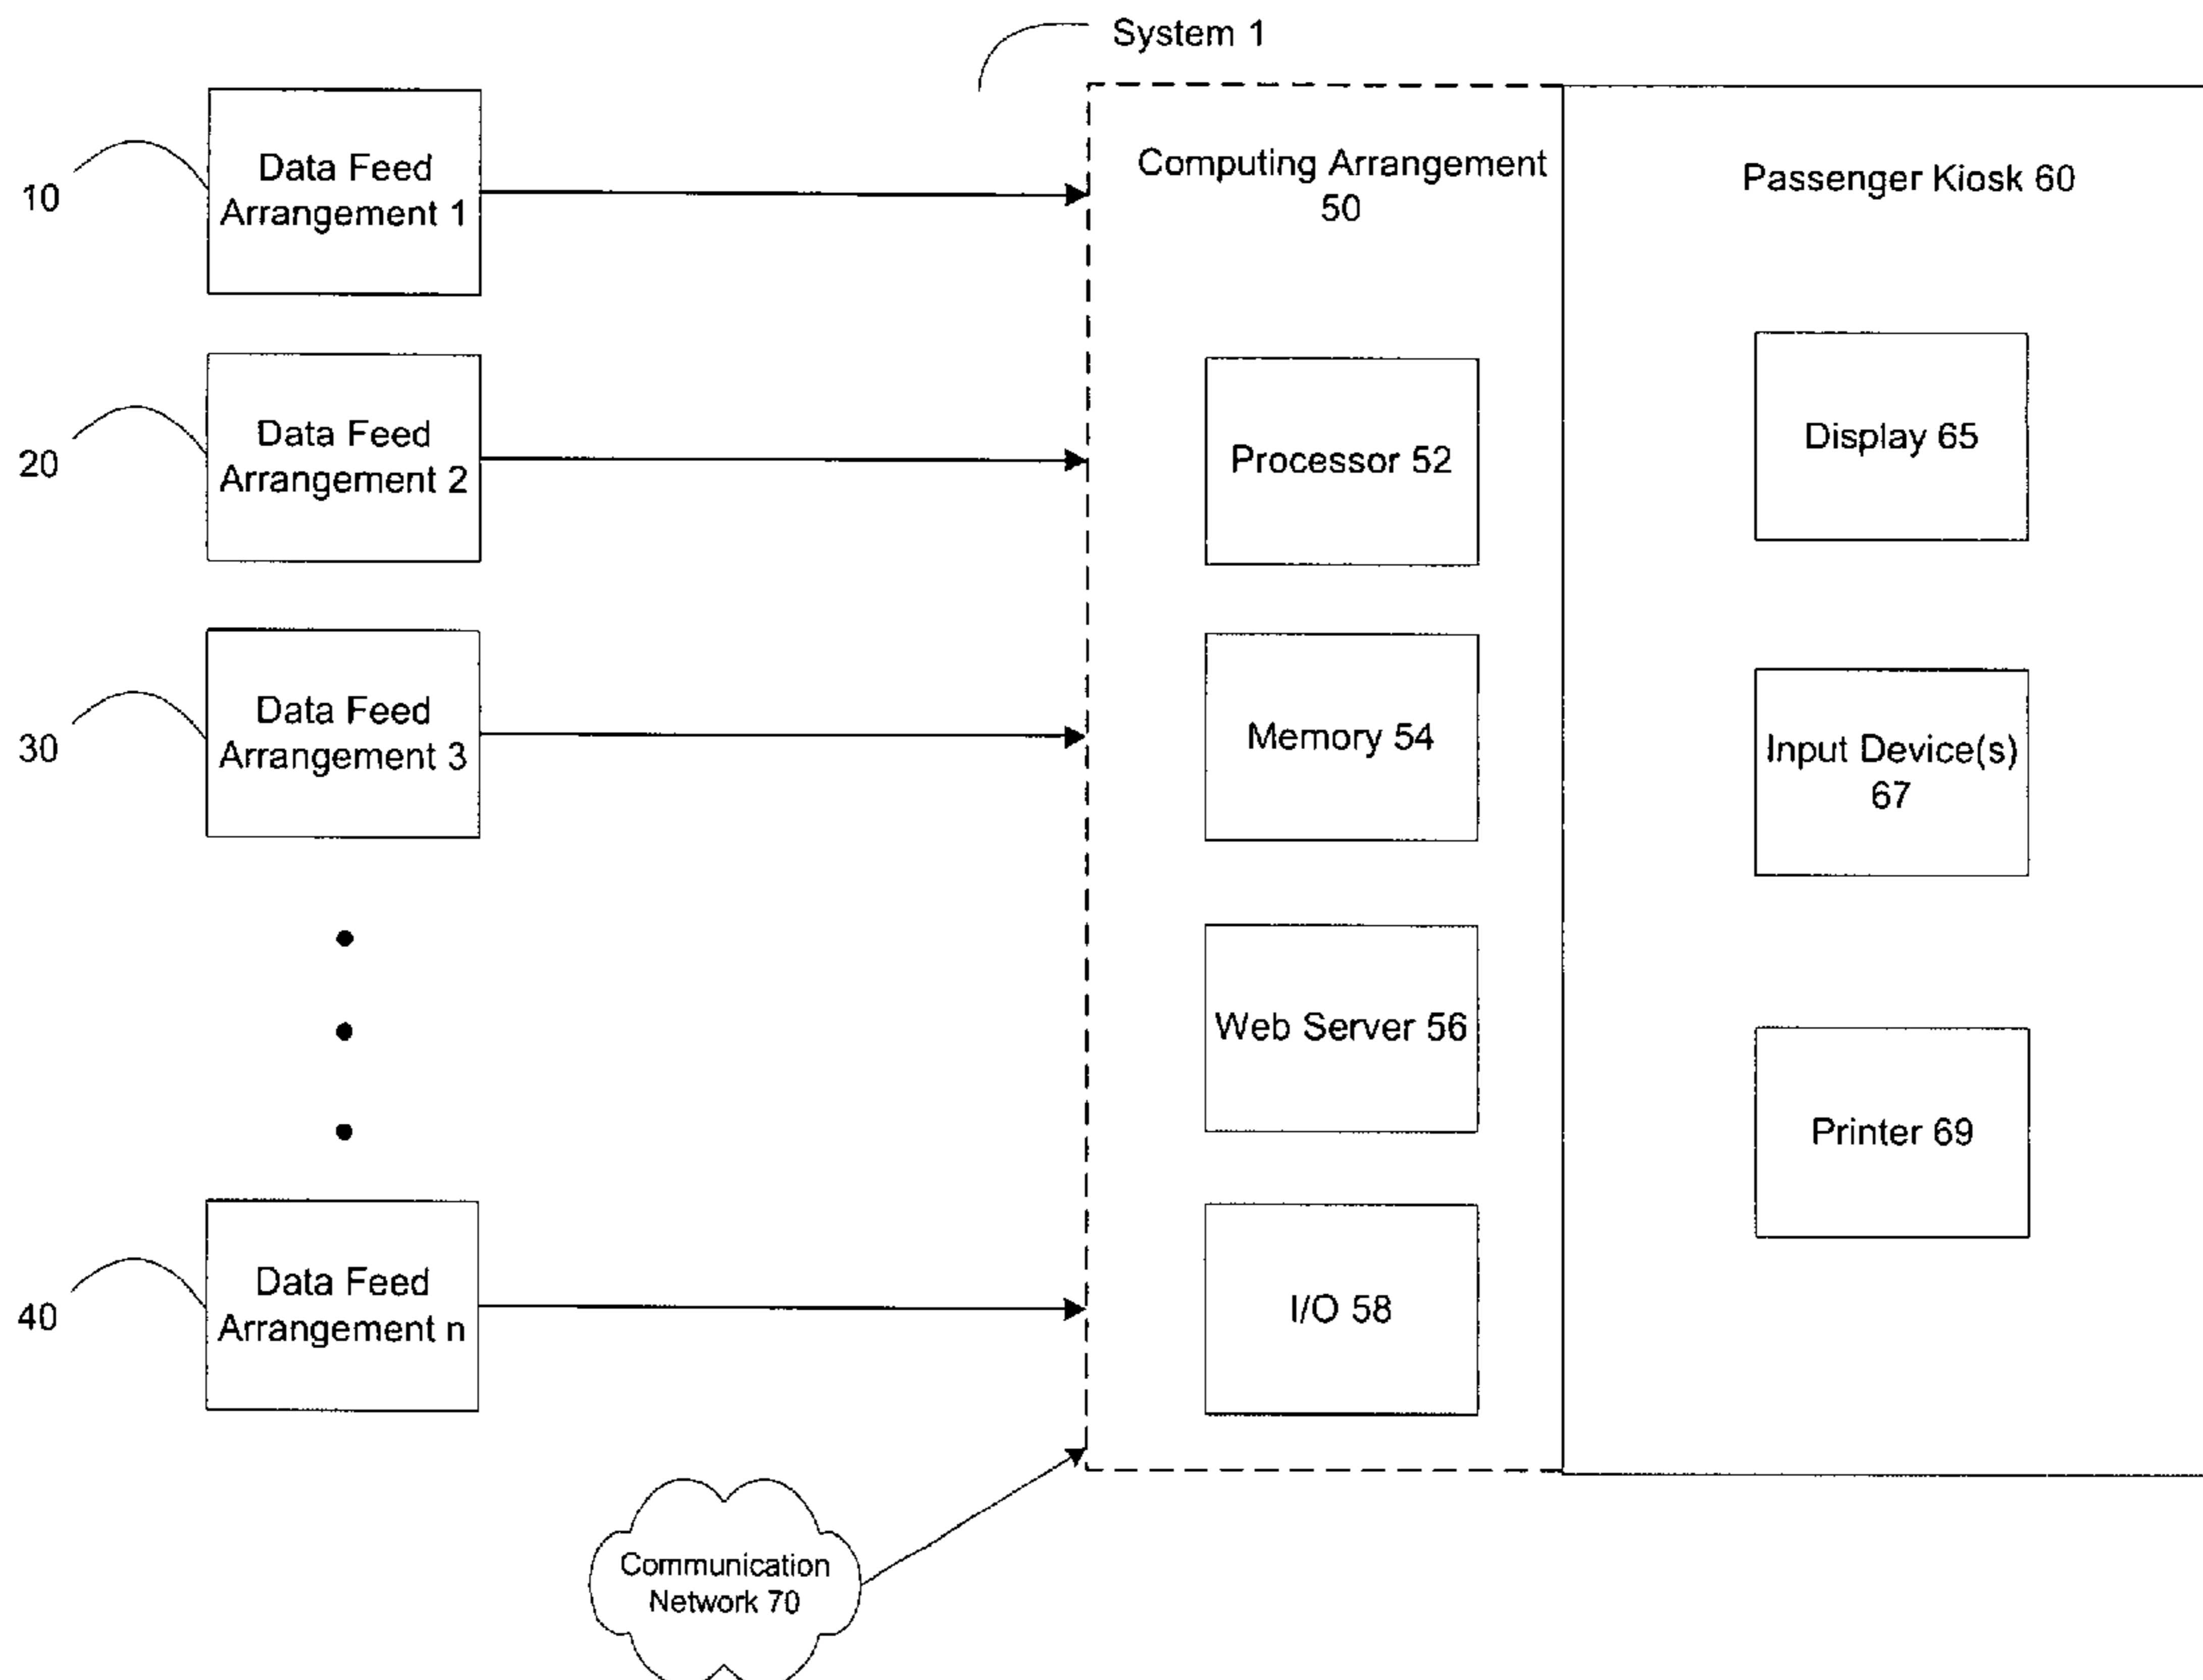 System 1
10
Data Feed
Arrangement 1
Computing Arrangement
50
Passenger Kiosk 60
20
Data Feed
Arrangement 2
Processor 52
Display 65
30
Data Feed
Arrangement 3
Memory 54
Input Device(s)
67
Web Server 56
Printer 69
40
Data Feed
Arrangement n
I/O 58
Communication
Network 70